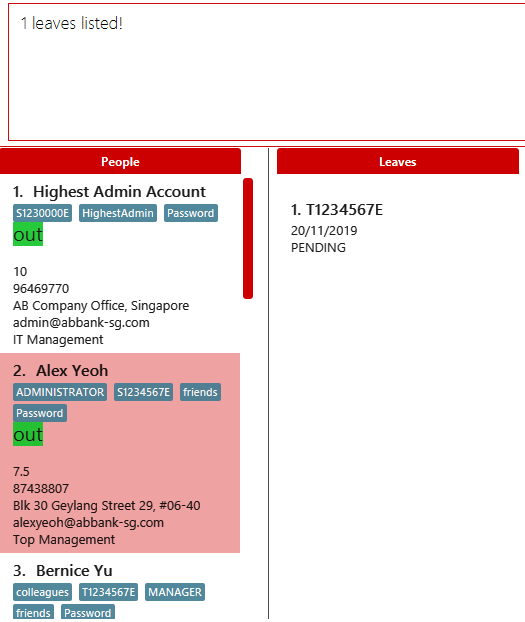 1 leaves listed!
People
1. Highest Admin Account
S1230000E HighestAdmin Password
out
10
96469770
AB Company Office, Singapore
admin@abbank-sg.com
IT Management
2. Alex Yeoh
ADMINISTRATOR S1234567E friends
Password
out
7.5
87438807
Blk 30 Geylang Street 29, #06-40
alexyeoh@abbank-sg.com
Top Management
3. Bernice Yu
colleagues T1234567E MANAGER
friends Password
Leaves
1. T1234567E
20/11/2019
PENDING